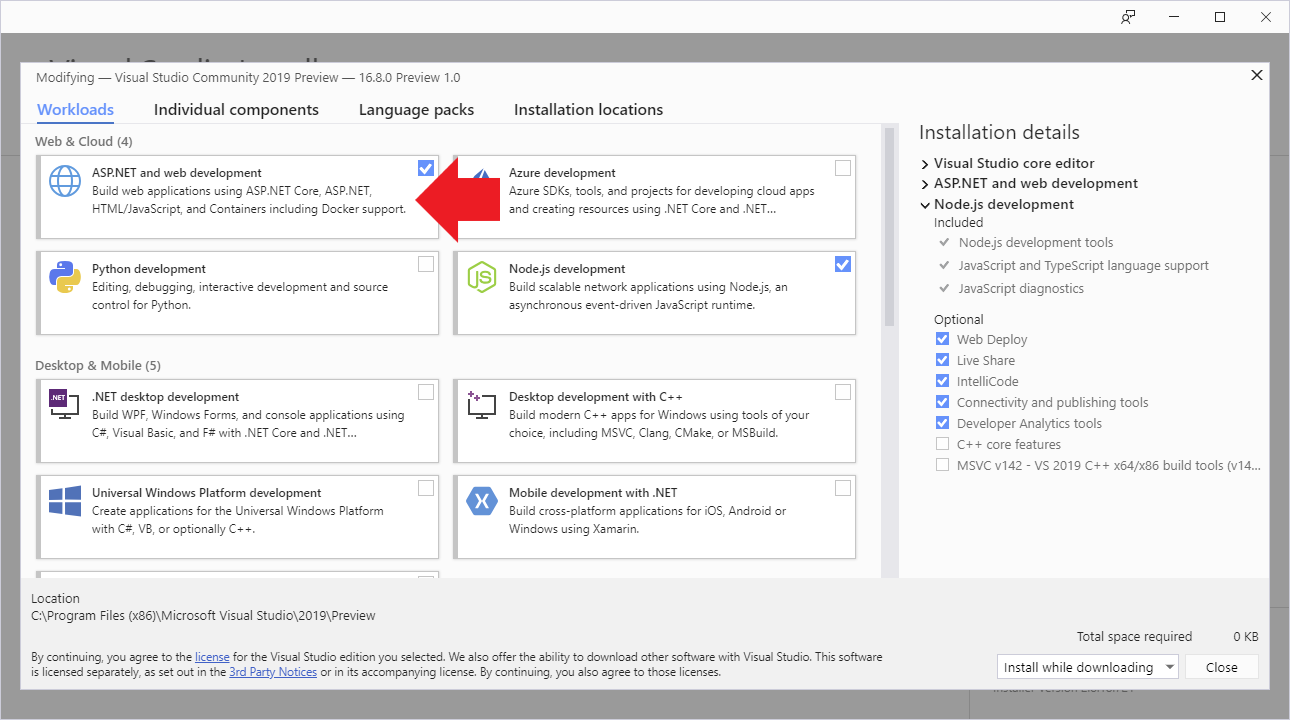 Modifying — Visual Studio Community 2019 Preview — 16.8.0 Preview 1.0
Workloads Individual components Language packs Installation locations
Web & Cloud (4)
ASP.NET and web development
Build web applications using ASP.NET Core, ASP.NET,
HTML/JavaScript, and Containers including Docker support.
Azure development
Azure SDKs, tools, and projects for developing cloud apps
and creating resources using .NET Core and .NET...
Python development
Editing, debugging, interactive development and source
control for Python.
Node.js development
Build scalable network applications using Node.js, an
asynchronous event-driven JavaScript runtime.
Desktop & Mobile (5)
.NET
.NET desktop development
Build WPF, Windows Forms, and console applications using
C#, Visual Basic, and F# with .NET Core and .NET...
Desktop development with C++
Build modern C++ apps for Windows using tools of your
choice, including MSVC, Clang, CMake, or MSBuild.
Universal Windows Platform development
Create applications for the Universal Windows Platform
with C#, VB, or optionally C++.
Mobile development with .NET
Build cross-platform applications for iOS, Android or
Windows using Xamarin.
Installation details
Visual Studio core editor
ASP.NET and web development
Node.js development
Included
Node.js development tools
JavaScript and TypeScript language support
JavaScript diagnostics
Optional
Web Deploy
Live Share
IntelliCode
Connectivity and publishing tools
Developer Analytics tools
C++ core features
MSVC v142 - VS 2019 C++ x64/x86 build tools (v14...
Location
C:\Program Files (x86)\Microsoft Visual Studio\2019\Preview
Total space required 0 KB
By continuing, you agree to the license for the Visual Studio edition you selected. We also offer the ability to download other software with Visual Studio. This software
is licensed separately, as set out in the 3rd Party Notices or in its accompanying license. By continuing, you also agree to those licenses.
Install while downloading Close